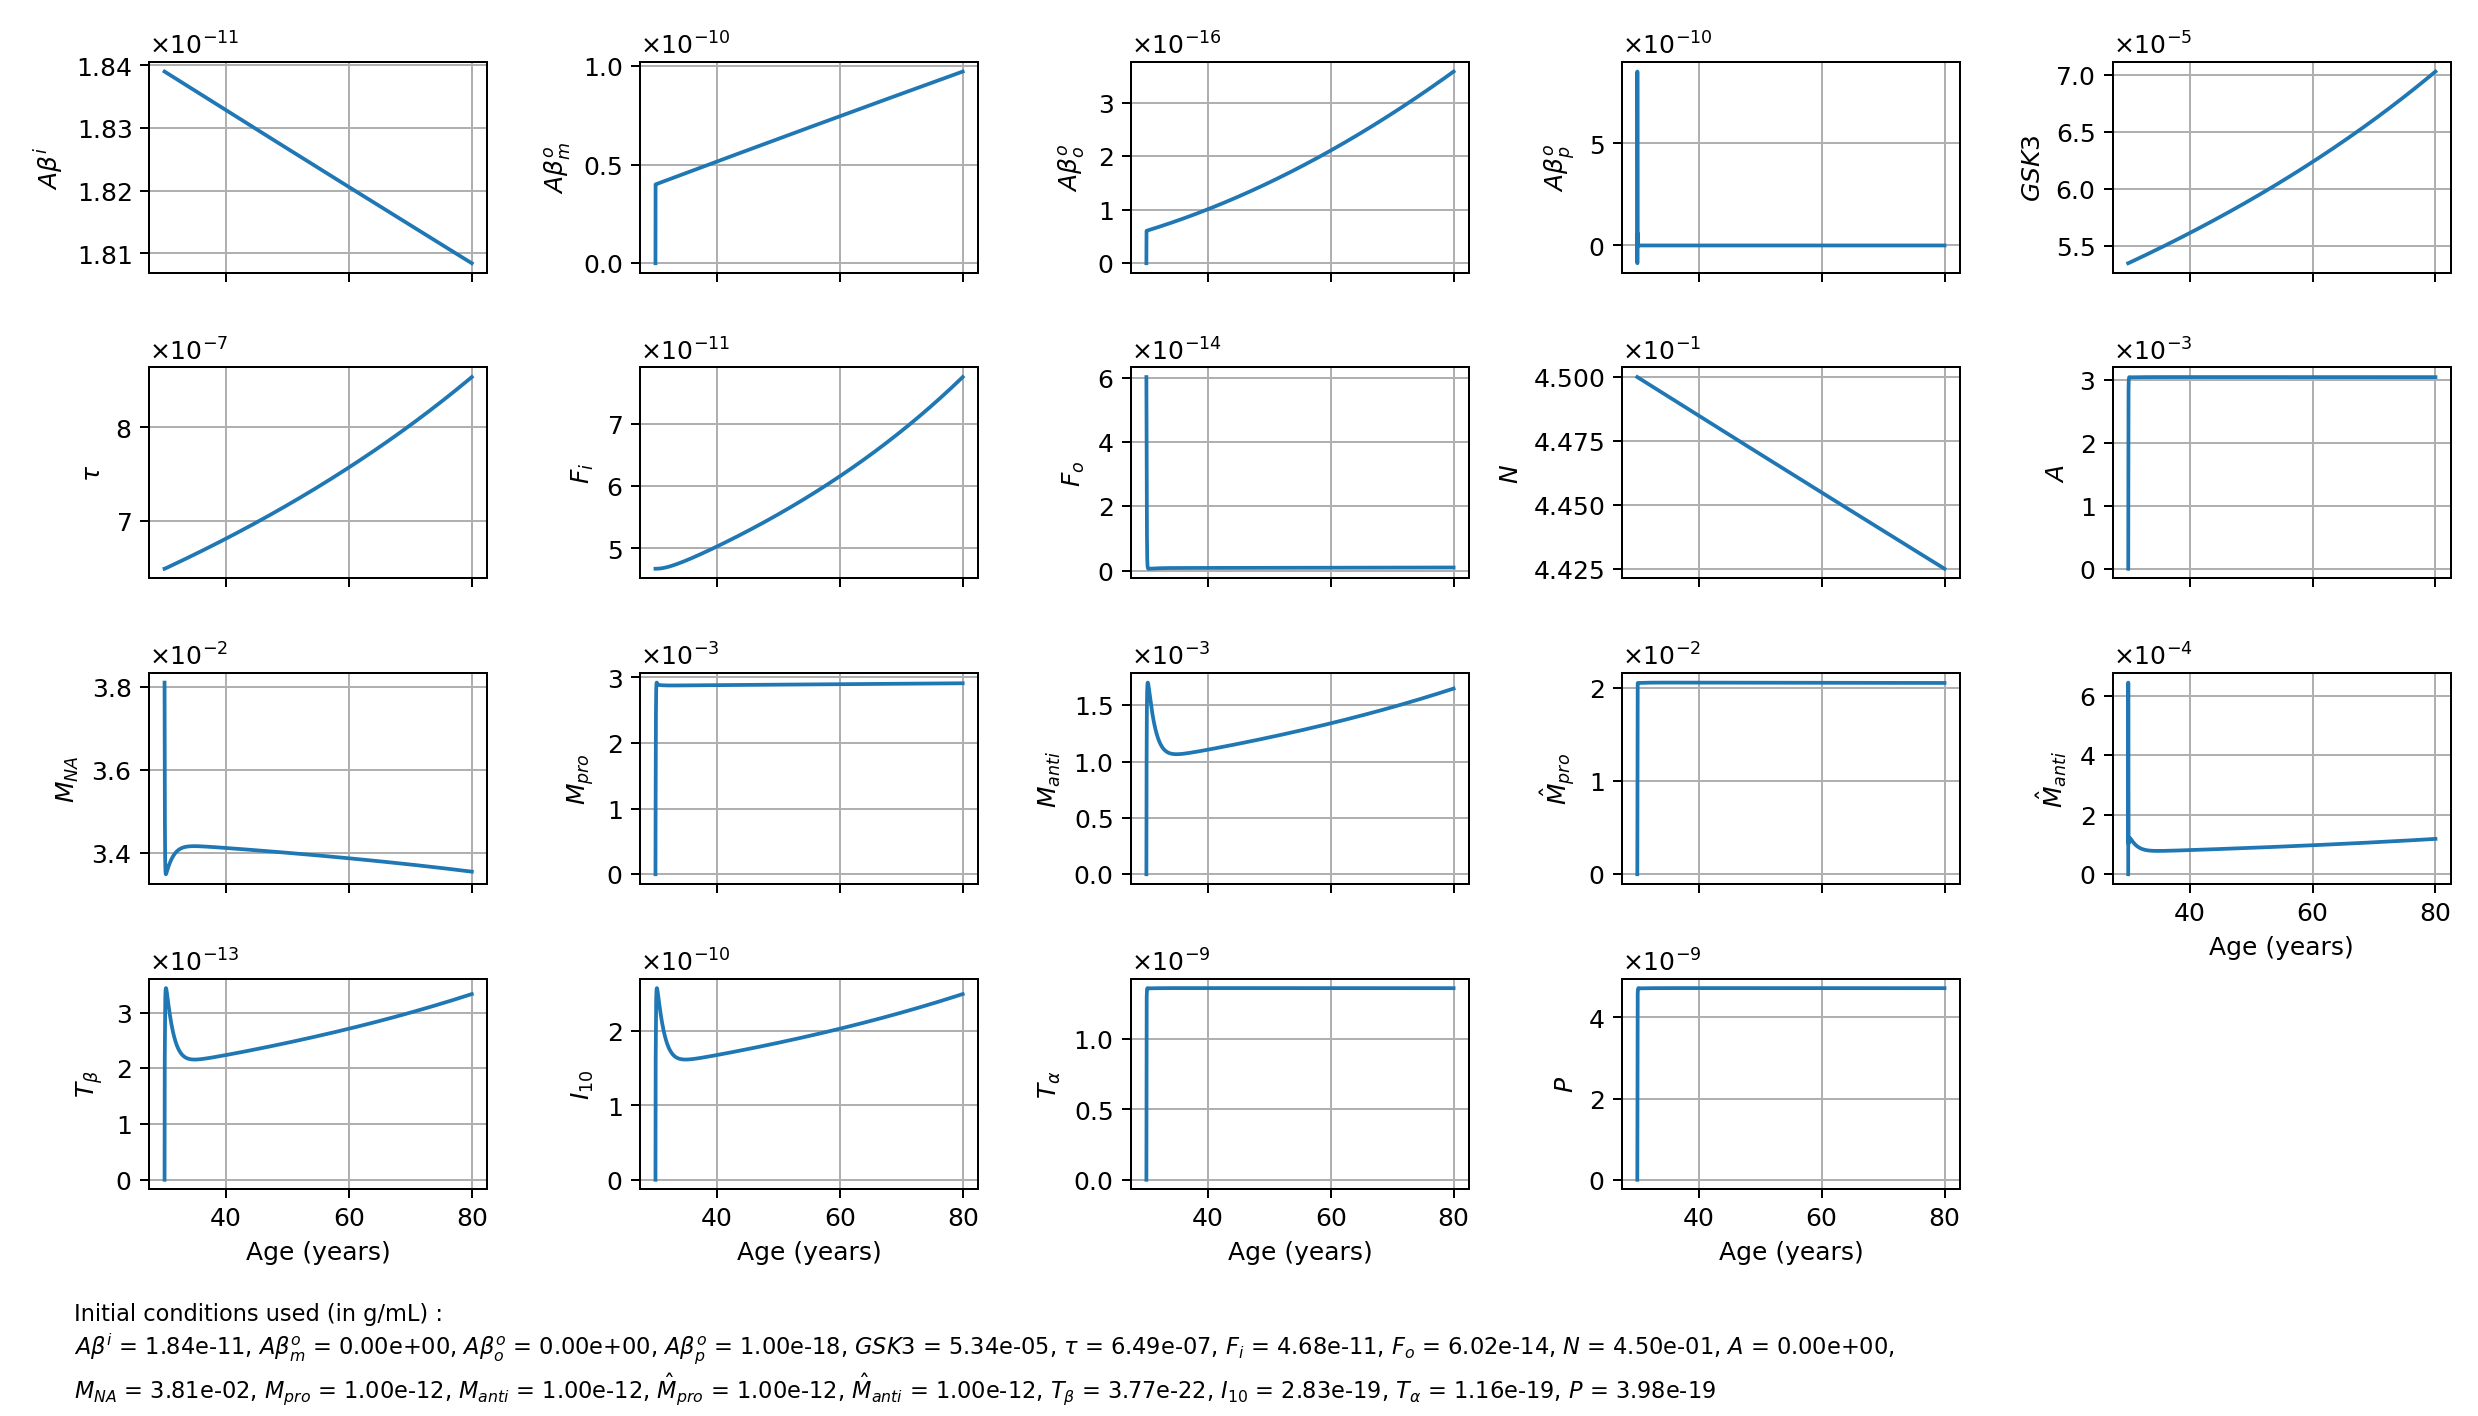 ×10⁻¹¹ ×10⁻¹⁰ ×10⁻¹⁶ ×10⁻¹⁰ ×10⁻⁵
1.84 1.0 3 5 7.0
1.83 0.5 2 0 6.5
1.82 0.0 1 6.0
1.81 0 5.5
Aβⁱ Aβₘᵒ Aβₒᵒ Aβₚᵒ GSK3
×10⁻⁷ ×10⁻¹¹ ×10⁻¹⁴ ×10⁻¹ ×10⁻³
8 7 6 4.500 3
7 6 4 4.475 2
5 2 4.450 1
0 4.425 0
τ Fᵢ Fₒ N A
×10⁻² ×10⁻³ ×10⁻³ ×10⁻² ×10⁻⁴
3.8 3 1.5 2 6
3.6 2 1.0 1 4
3.4 1 0.5 0 2
0 0.0 0
M_NA M_pro M_anti M̂_pro M̂_anti
40 60 80
Age (years)
×10⁻¹³ ×10⁻¹⁰ ×10⁻⁹ ×10⁻⁹
3 2 1.0 4
2 1 0.5 2
1 0 0.0 0
0
T_β I₁₀ T_α P
40 60 80 40 60 80 40 60 80 40 60 80
Age (years) Age (years) Age (years) Age (years)
Initial conditions used (in g/mL) :
Aβⁱ = 1.84e-11, Aβₘᵒ = 0.00e+00, Aβₒᵒ = 0.00e+00, Aβₚᵒ = 1.00e-18, GSK3 = 5.34e-05, τ = 6.49e-07, Fᵢ = 4.68e-11, Fₒ = 6.02e-14, N = 4.50e-01, A = 0.00e+00,
M_NA = 3.81e-02, M_pro = 1.00e-12, M_anti = 1.00e-12, M̂_pro = 1.00e-12, M̂_anti = 1.00e-12, T_β = 3.77e-22, I₁₀ = 2.83e-19, T_α = 1.16e-19, P = 3.98e-19